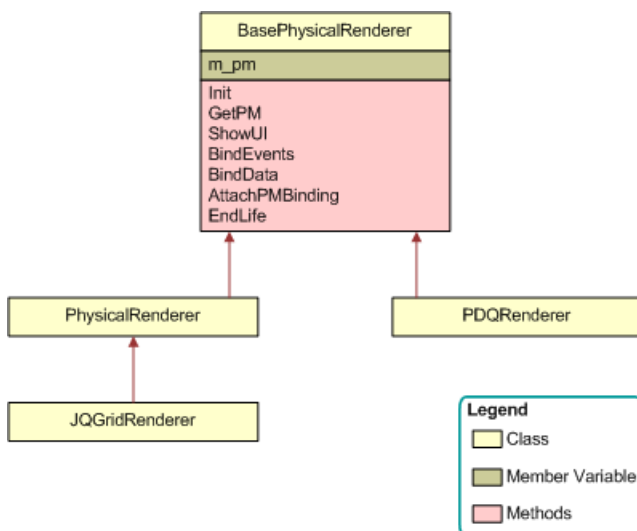 BasePhysicalRenderer
m_pm
Init
GetPM
ShowUI
BindEvents
BindData
AttachPMBinding
EndLife
PhysicalRenderer
PDQRenderer
JQGridRenderer
Legend
Class
Member Variable
Methods